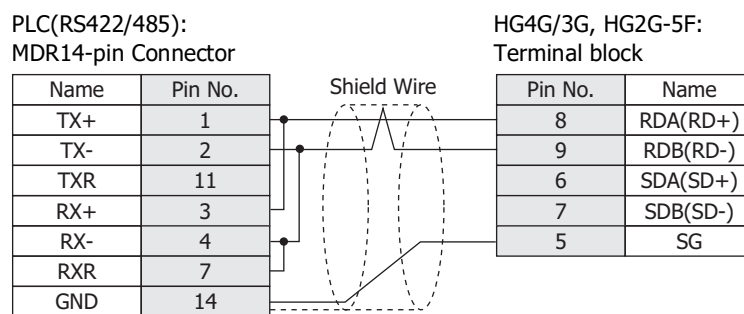 PLC(RS422/485): HG4G/3G, HG2G-5F:
MDR14-pin Connector Terminal block
Name Pin No. Shield Wire Pin No. Name
TX+ 1 8 RDA(RD+)
TX- 2 9 RDB(RD-)
TXR 11 6 SDA(SD+)
RX+ 3 7 SDB(SD-)
RX- 4 5 SG
RXR 7
GND 14